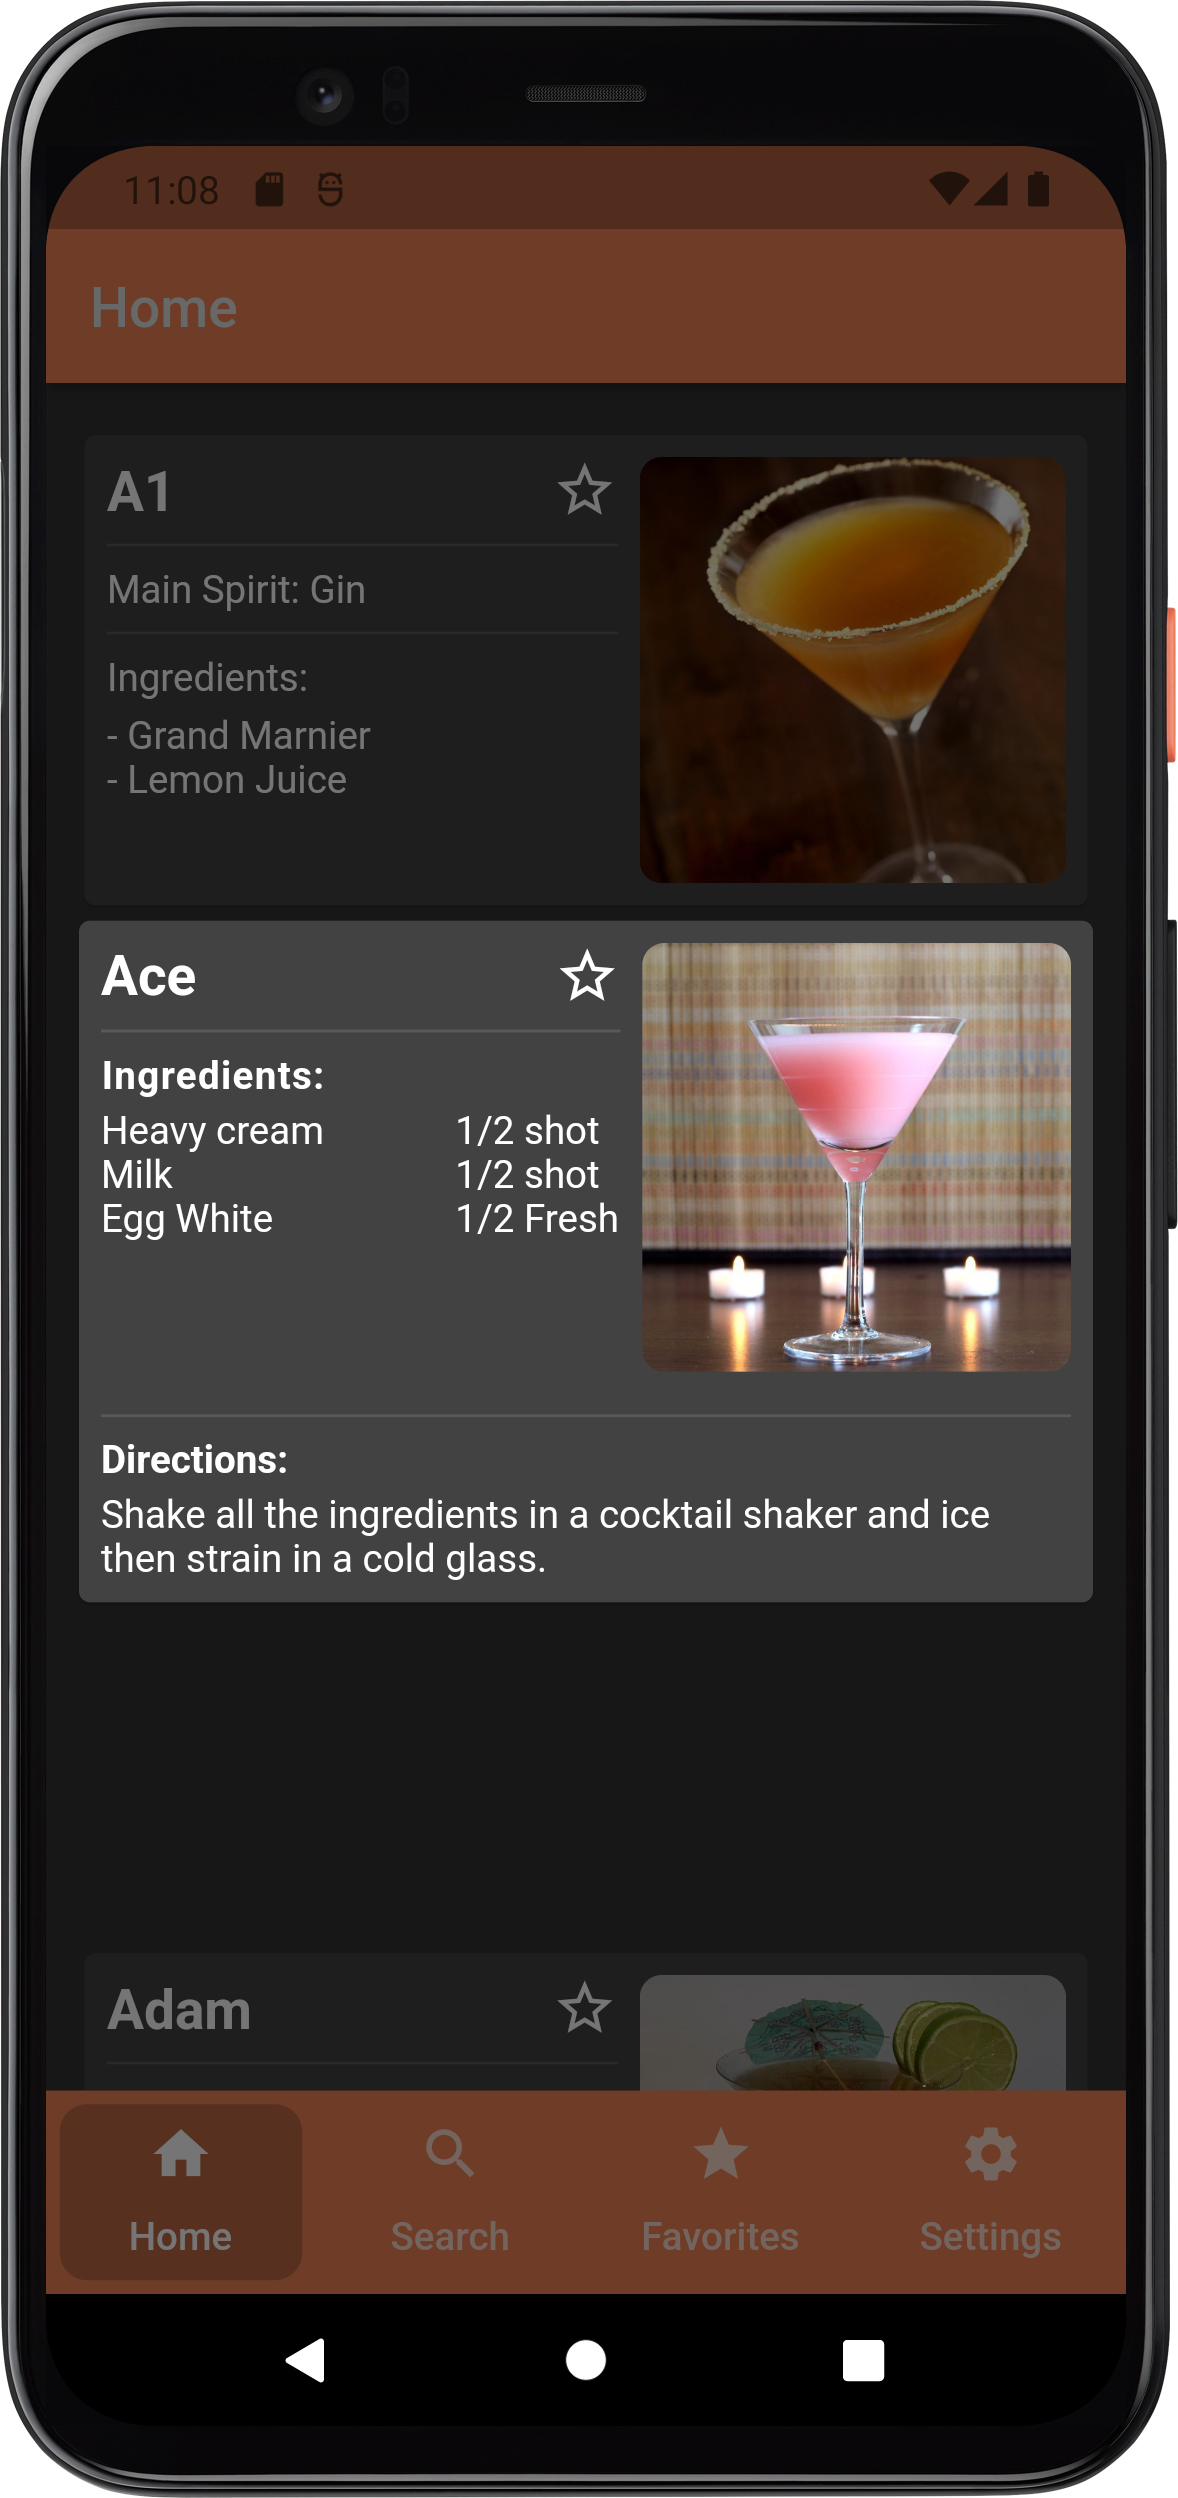 11:08
Home
A1
Main Spirit: Gin
Ingredients:
- Grand Marnier
- Lemon Juice
Ace
Ingredients:
Heavy cream 1/2 shot
Milk 1/2 shot
Egg White 1/2 Fresh
Directions:
Shake all the ingredients in a cocktail shaker and ice
then strain in a cold glass.
Adam
Home Search Favorites Settings